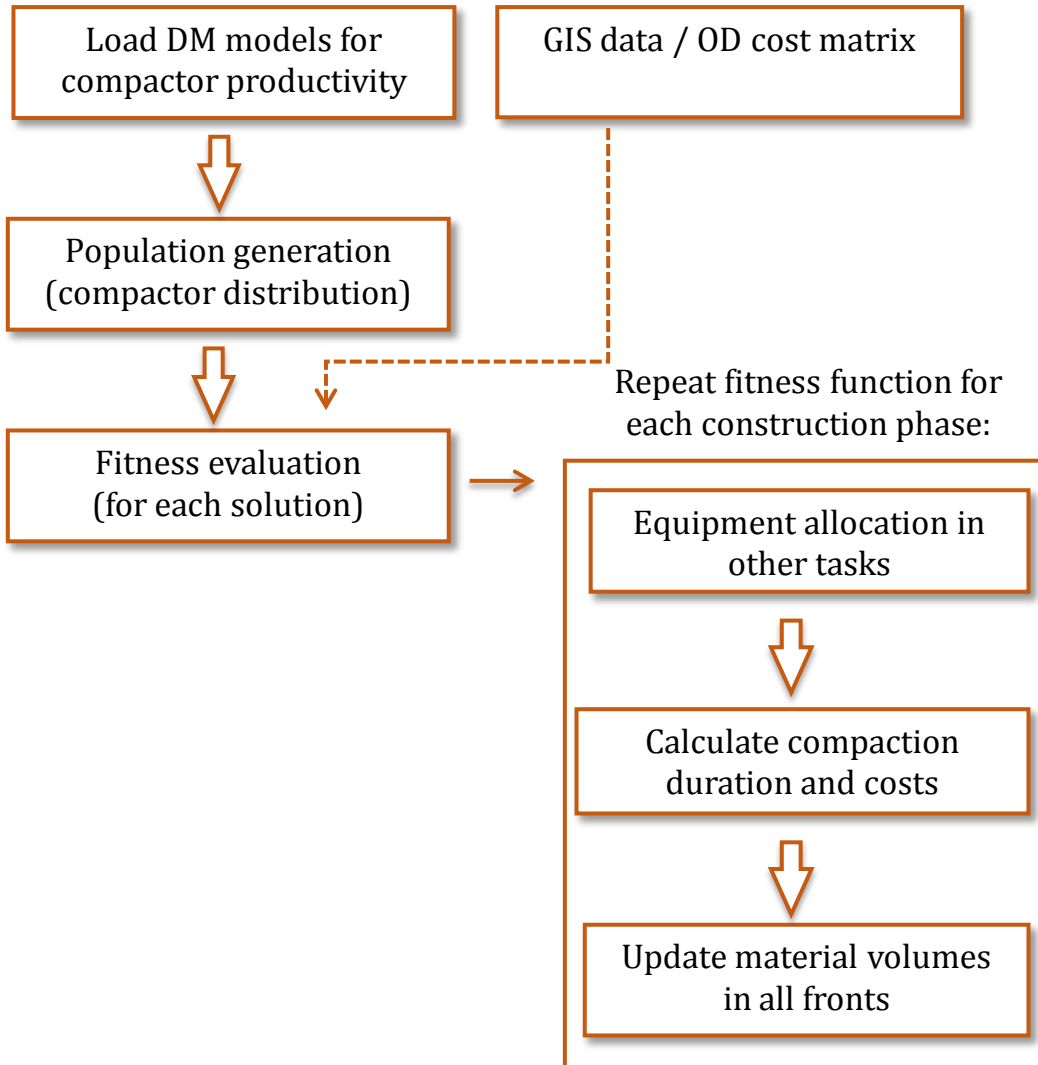 Load DM models for
compactor productivity
GIS data / OD cost matrix
Population generation
(compactor distribution)
Repeat fitness function for
each construction phase:
Fitness evaluation
(for each solution)
Equipment allocation in
other tasks
Calculate compaction
duration and costs
Update material volumes
in all fronts